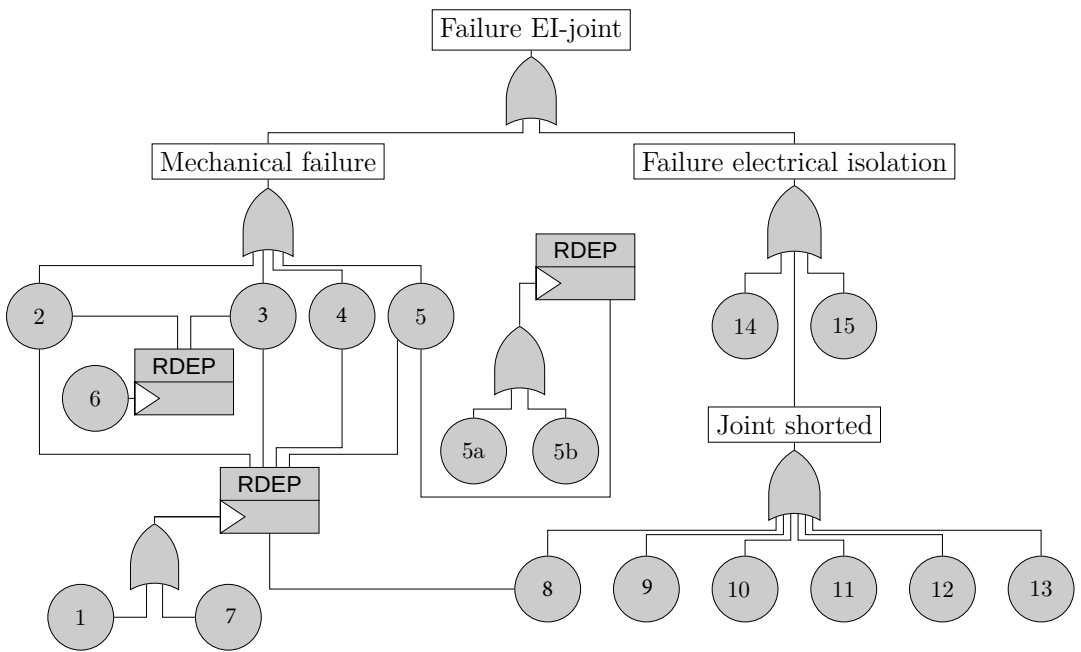 Failure EI-joint
Mechanical failure
Failure electrical isolation
RDEP
2
3
4
5
14
15
RDEP
6
Joint shorted
5a
5b
RDEP
8
9
10
11
12
13
1
7